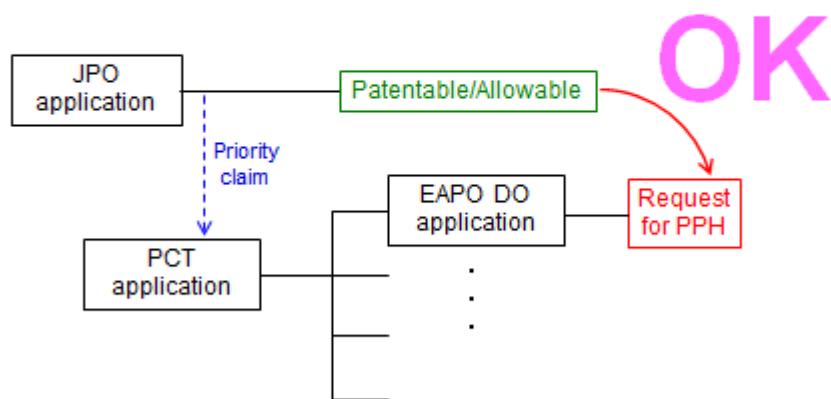 OK
JPO
application
Patentable/Allowable
Priority
claim
EAPO DO
application
Request
for PPH
PCT
application